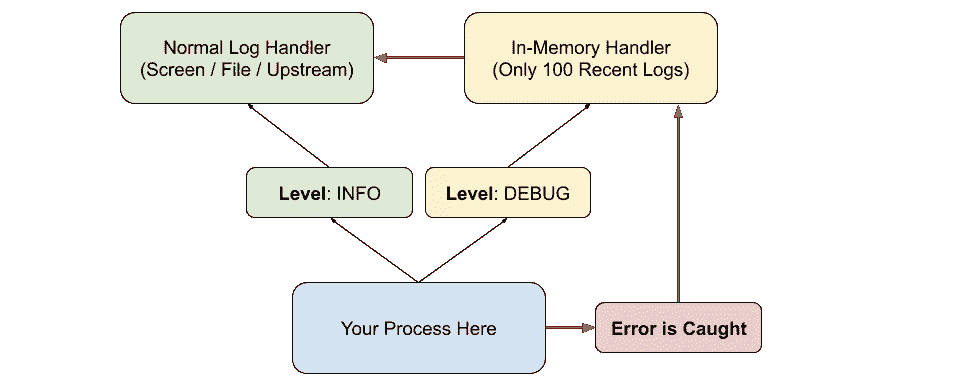 Normal Log Handler
(Screen / File / Upstream)
In-Memory Handler
(Only 100 Recent Logs)
Level: INFO
Level: DEBUG
Your Process Here
Error is Caught